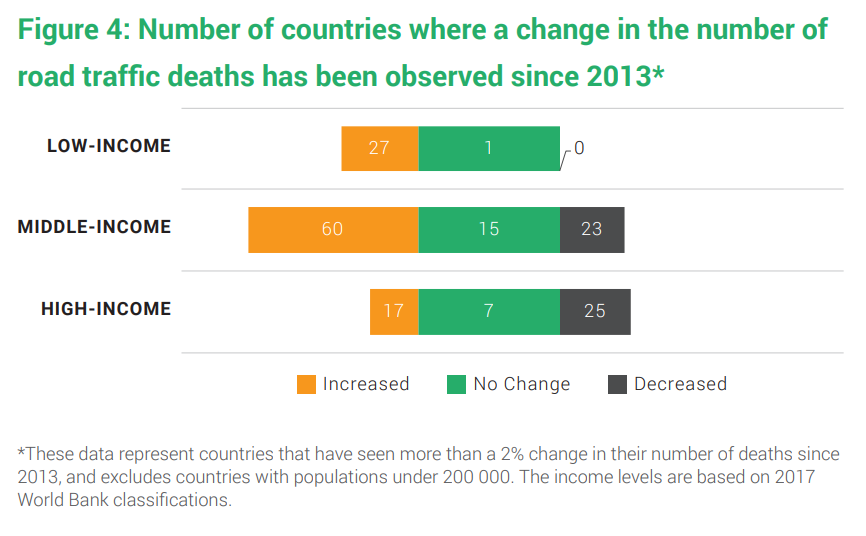 Figure 4: Number of countries where a change in the number of
road traffic deaths has been observed since 2013*
LOW-INCOME 27 1 0
MIDDLE-INCOME 60 15 23
HIGH-INCOME 17 7 25
Increased No Change Decreased
*These data represent countries that have seen more than a 2% change in their number of deaths since
2013, and excludes countries with populations under 200 000. The income levels are based on 2017
World Bank classifications.